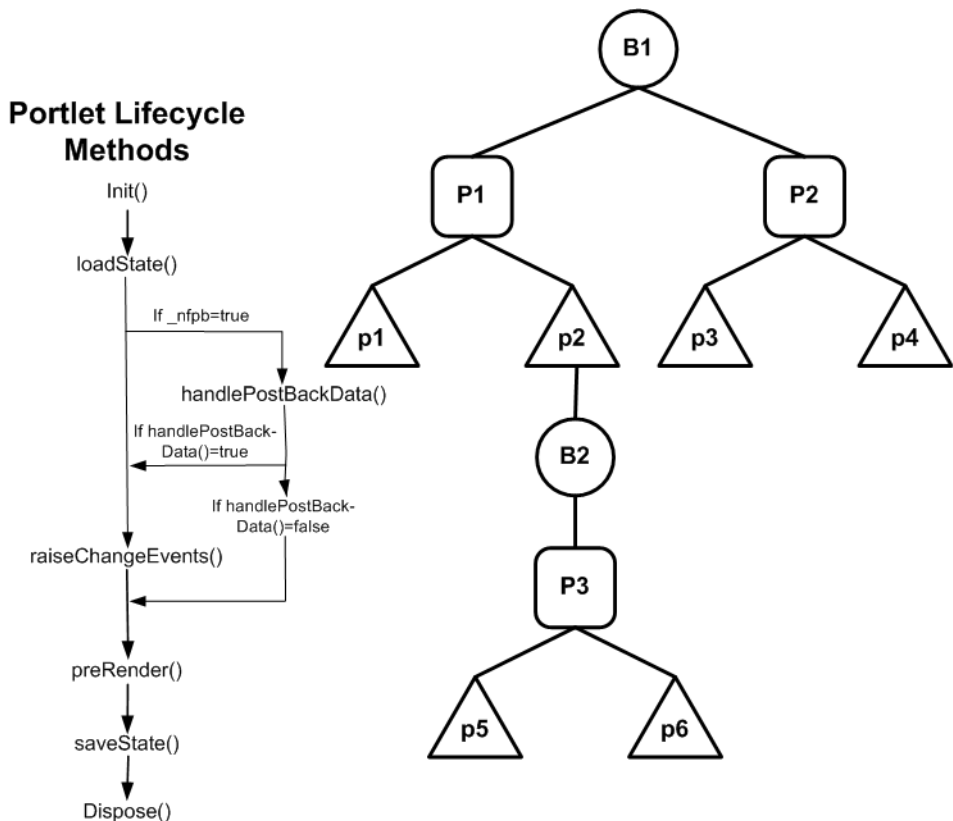 Portlet Lifecycle
Methods
Init()
loadState()
If _nfpb=true
handlePostBackData()
If handlePostBack-
Data()=true
If handlePostBack-
Data()=false
raiseChangeEvents()
preRender()
saveState()
Dispose()
B1
P1
P2
p1
p2
p3
p4
B2
P3
p5
p6